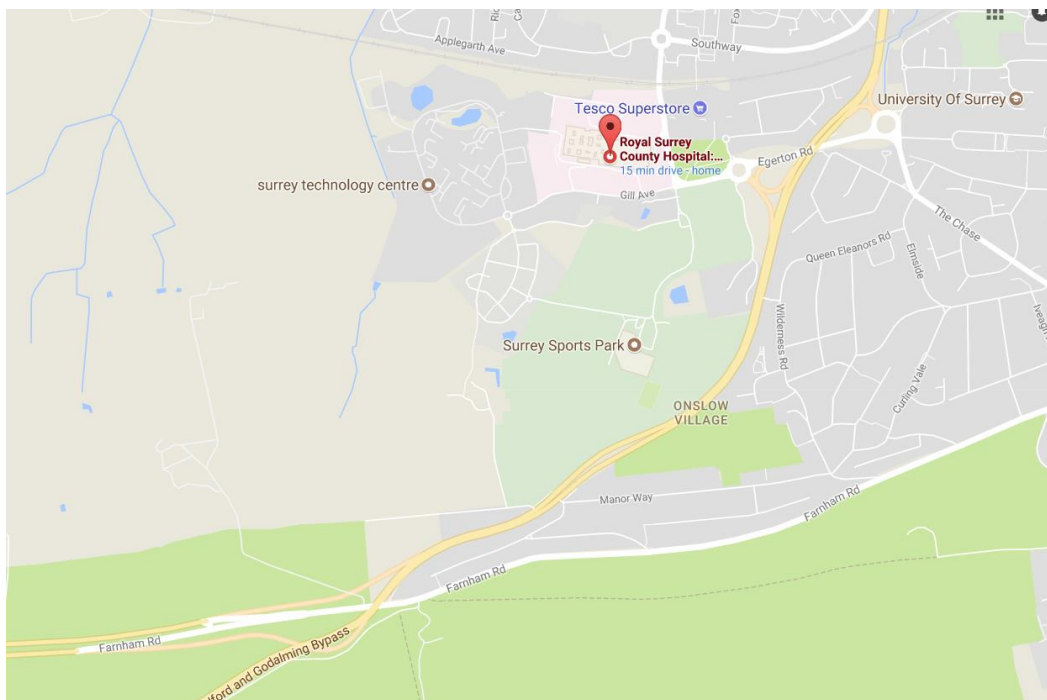 Applegarth Ave
Southway
Tesco Superstore
University Of Surrey
Royal Surrey
County Hospital:...
15 min drive - home
Egerton Rd
surrey technology centre
Gill Ave
The Chase
Queen Eleanors Rd
Elmside
Wilderness Rd
Surrey Sports Park
Curling Vale
ONSLOW
VILLAGE
Manor Way
Farnham Rd
Farnham Rd
Farnham Rd
lford and Godalming Bypass